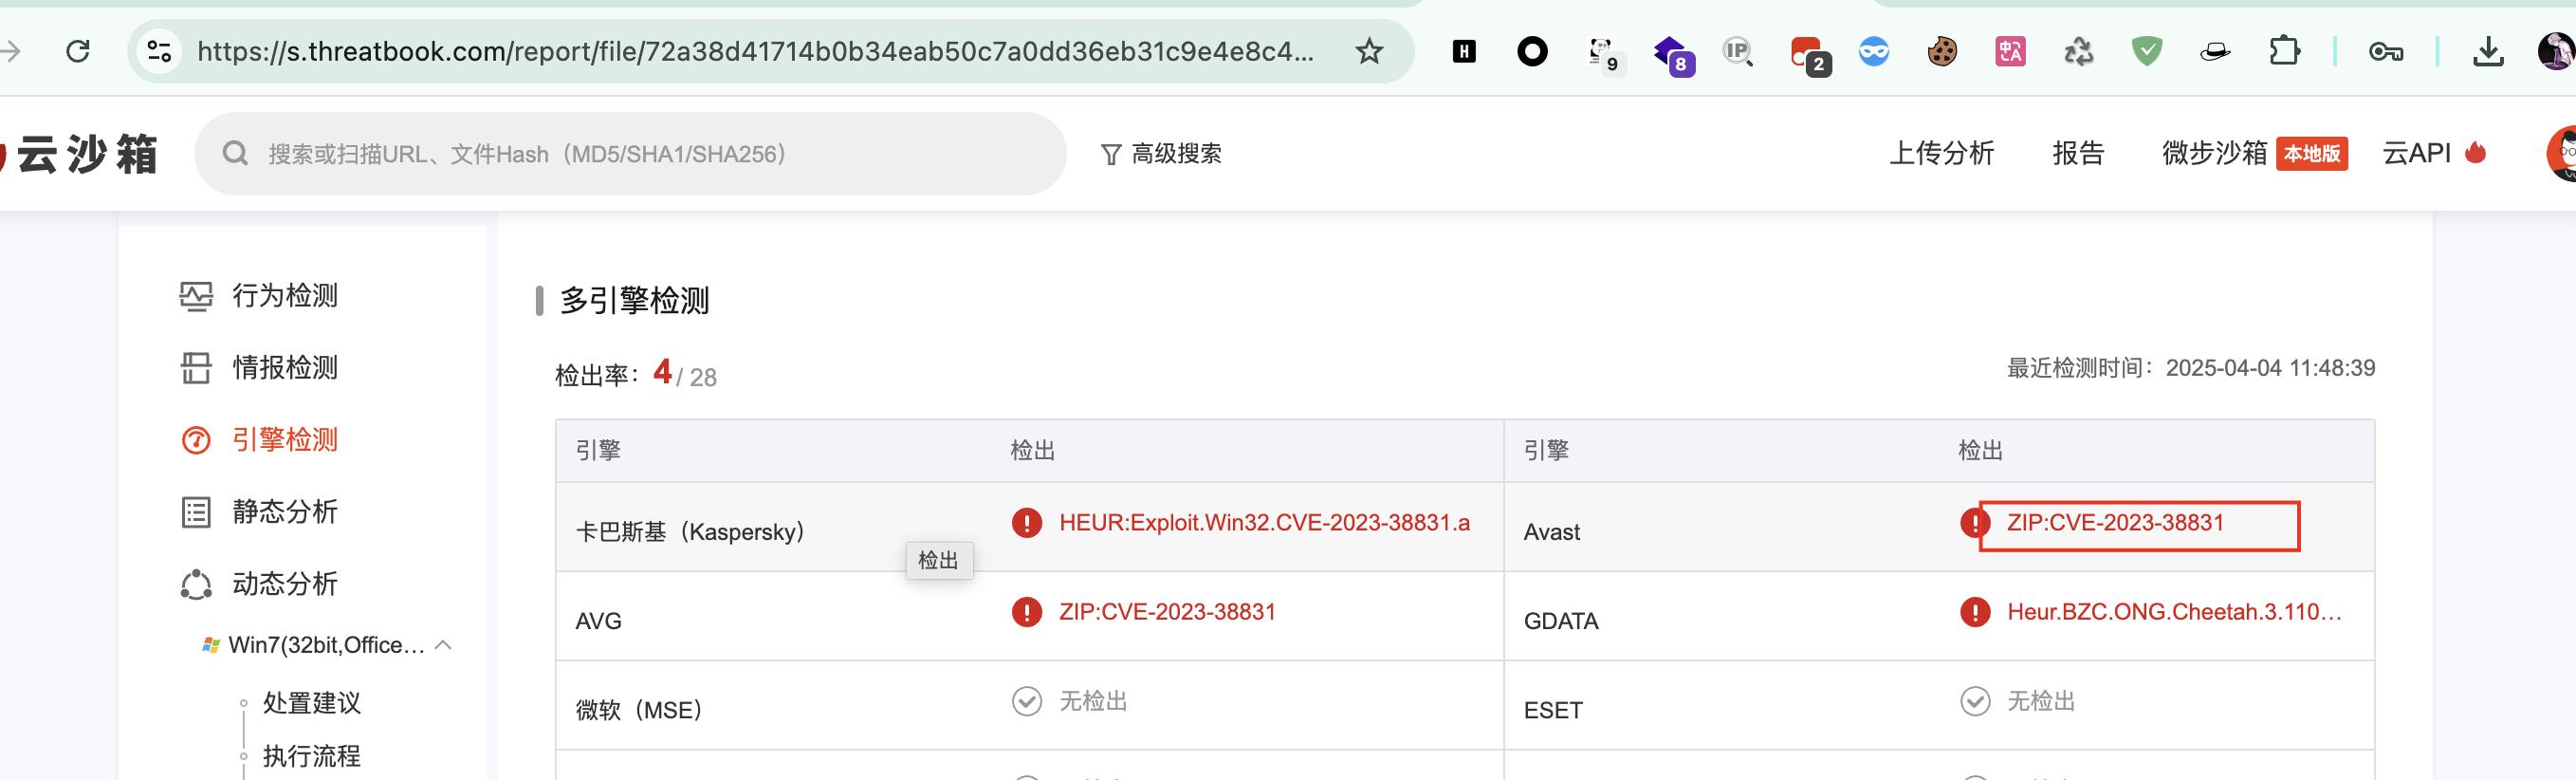 https://s.threatbook.com/report/file/72a38d41714b0b34eab50c7a0dd36eb31c9e4e8c4...
9
8
IP
2
云沙箱
搜索或扫描URL、文件Hash（MD5/SHA1/SHA256）
高级搜索
上传分析
报告
微步沙箱 本地版
云API
行为检测
情报检测
引擎检测
静态分析
动态分析
Win7(32bit,Office...
处置建议
执行流程
多引擎检测
检出率：4 / 28
最近检测时间：2025-04-04 11:48:39
引擎 检出 引擎 检出
卡巴斯基（Kaspersky） HEUR:Exploit.Win32.CVE-2023-38831.a Avast ZIP:CVE-2023-38831
检出
AVG ZIP:CVE-2023-38831 GDATA Heur.BZC.ONG.Cheetah.3.110...
微软（MSE） 无检出 ESET 无检出